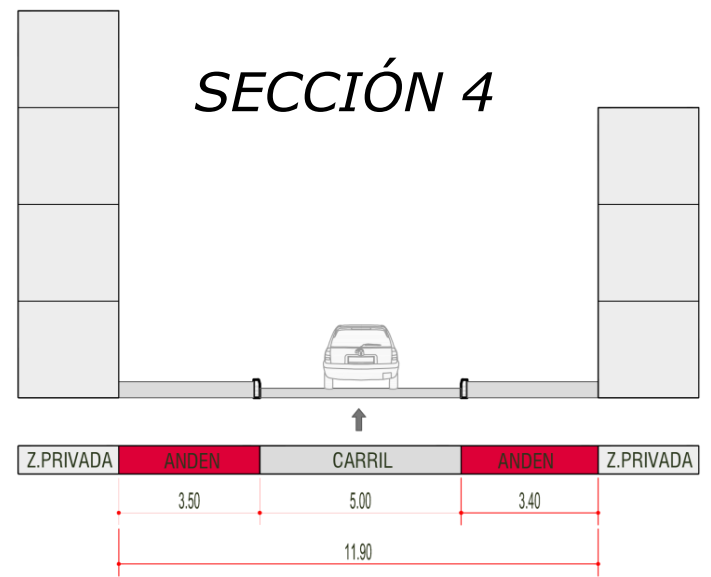 SECCIÓN 4
Z.PRIVADA ANDEN CARRIL ANDEN Z.PRIVADA
3.50 5.00 3.40
11.90